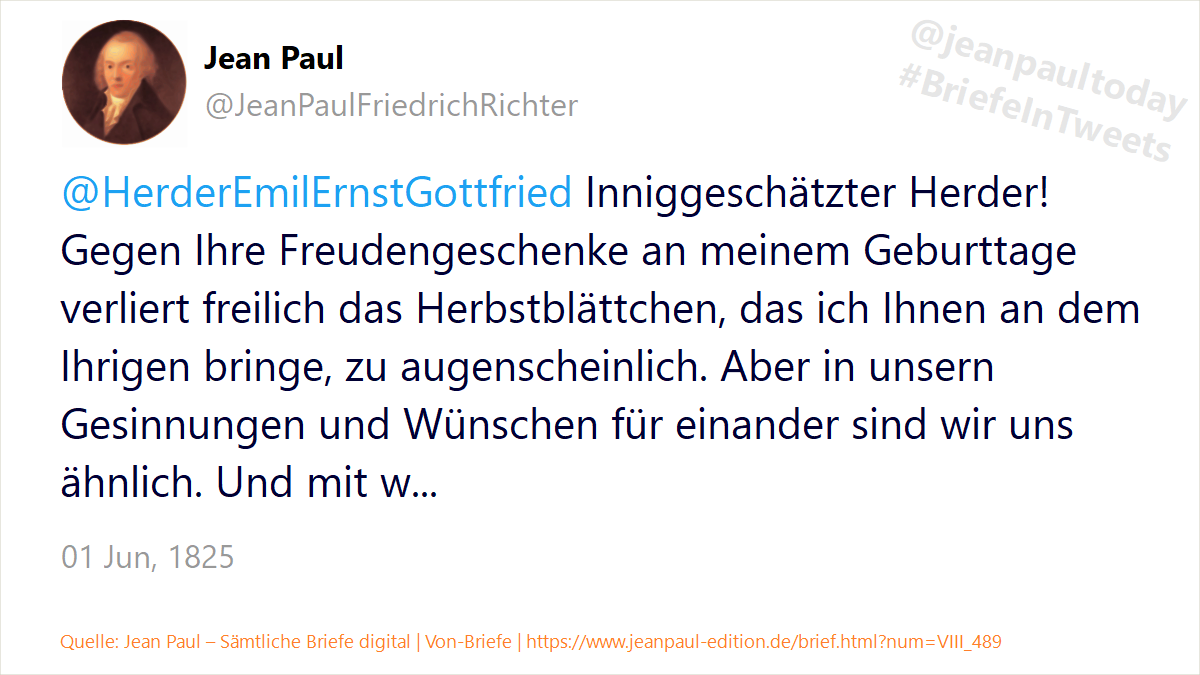 Jean Paul
@JeanPaulFriedrichRichter
@jeanpaultoday
#BriefeInTweets
@HerderEmilErnstGottfried Inniggeschätzter Herder!
Gegen Ihre Freudengeschenke an meinem Geburttage
verliert freilich das Herbstblättchen, das ich Ihnen an dem
Ihrigen bringe, zu augenscheinlich. Aber in unsern
Gesinnungen und Wünschen für einander sind wir uns
ähnlich. Und mit w...
01 Jun, 1825
Quelle: Jean Paul – Sämtliche Briefe digital | Von-Briefe | https://www.jeanpaul-edition.de/brief.html?num=VIII_489